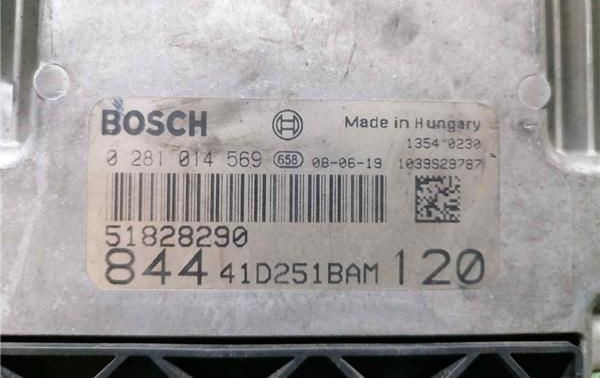 BOSCH Made in Hungary
1354 0230
0 281 014 569 658 08-06-19 1039S29787
51828290
844 41D251BAM 120